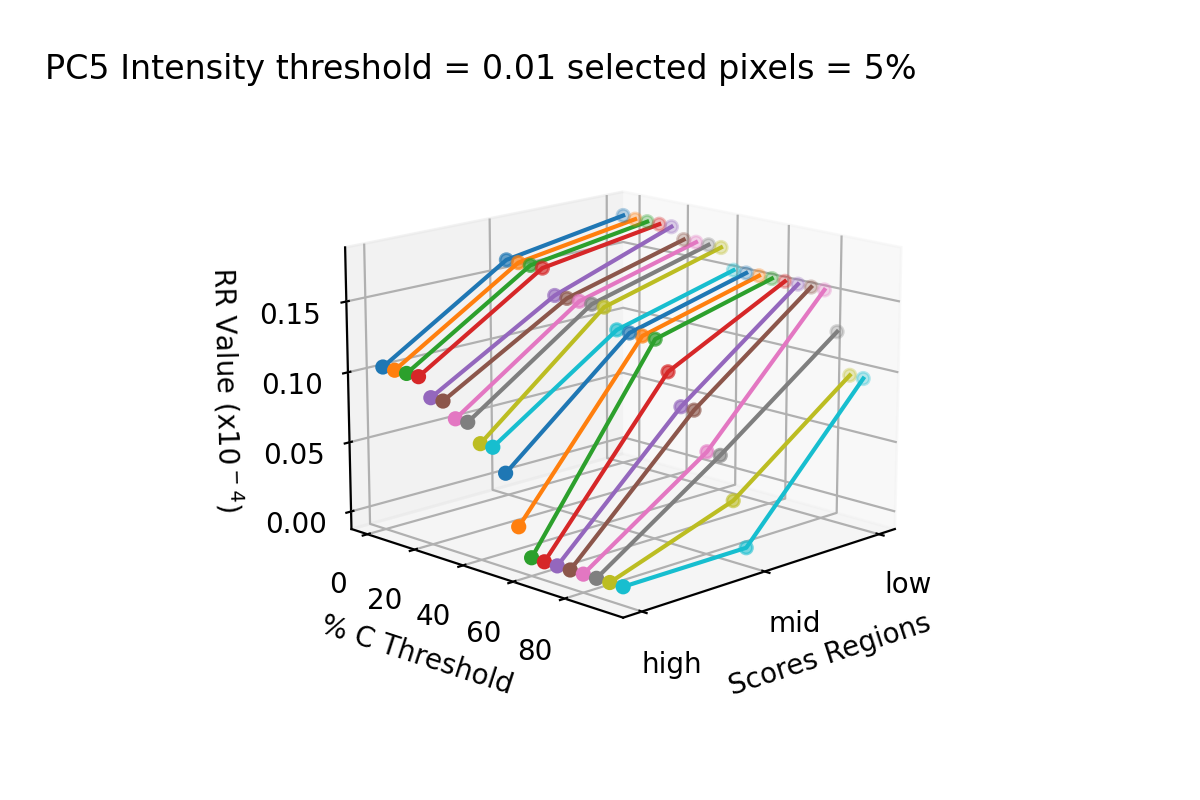 PC5 Intensity threshold = 0.01 selected pixels = 5%
RR Value (x10⁻⁴)
0.15
0.10
0.05
0.00
0
20
40
60
80
% C Threshold
high
mid
low
Scores Regions